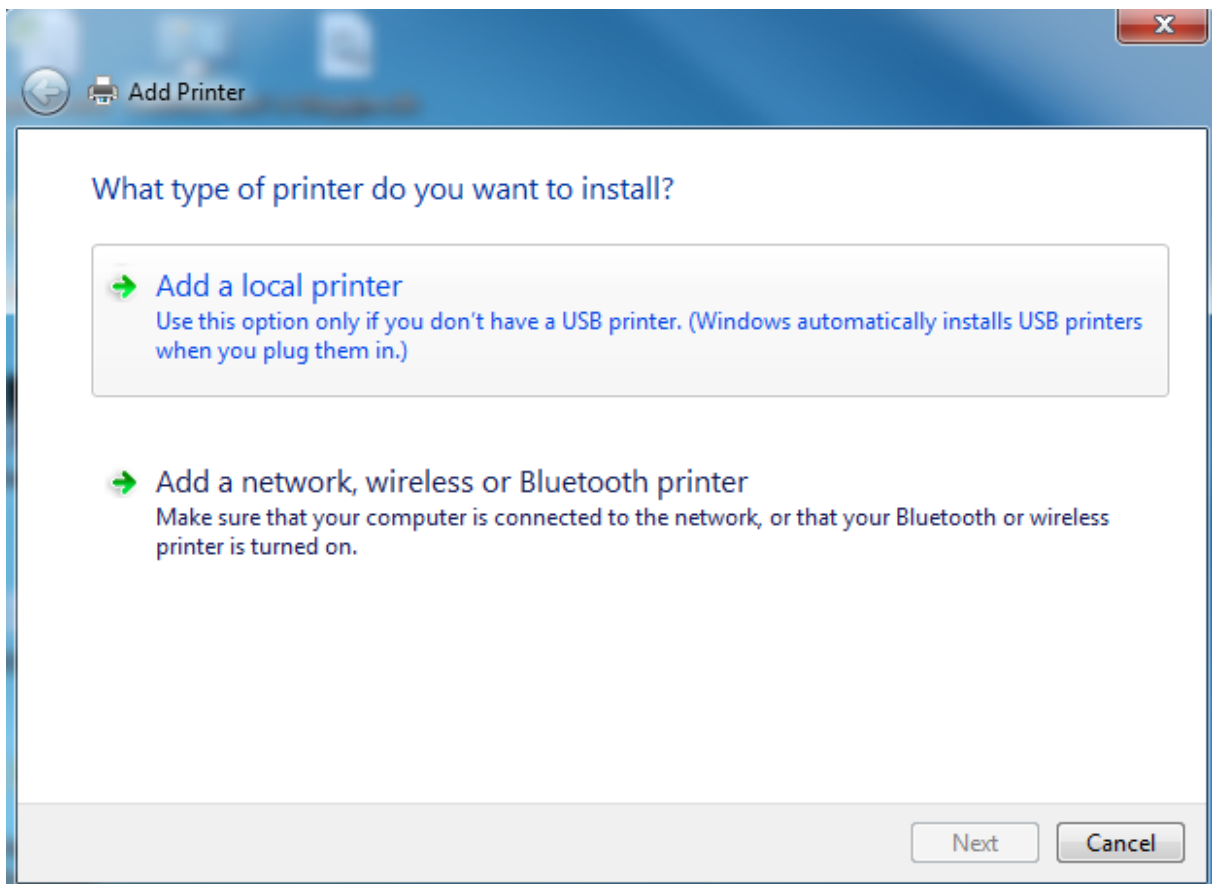 X
Add Printer
What type of printer do you want to install?
Add a local printer
Use this option only if you don't have a USB printer. (Windows automatically installs USB printers
when you plug them in.)
Add a network, wireless or Bluetooth printer
Make sure that your computer is connected to the network, or that your Bluetooth or wireless
printer is turned on.
Next Cancel